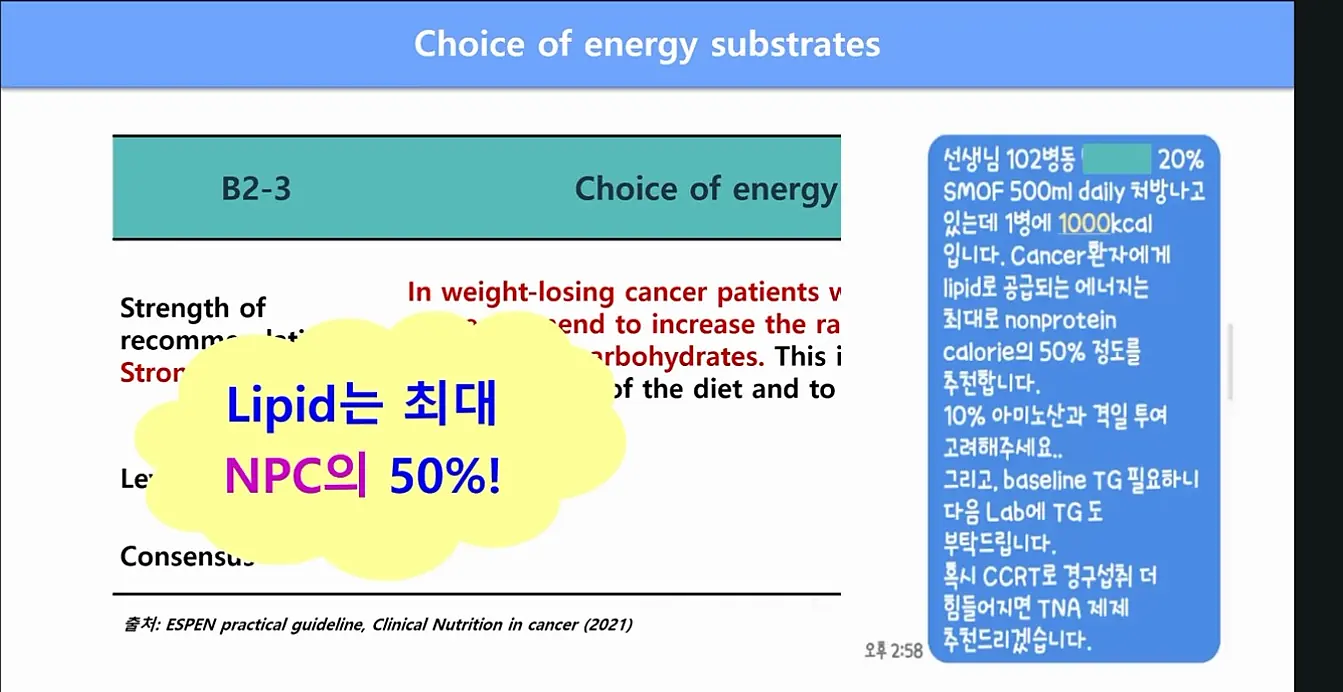 Choice of energy substrates
B2-3
Choice of energy
Strength of
In weight-losing cancer patients
to increase the
This
of the diet and to
Lipid는 최대
NPC의 50%!
출처: ESPEN practical guideline, Clinical Nutrition in cancer (2021)
선생님 102병동 20%
SMOF 500ml daily 처방나고
있는데 1병에 1000kcal
입니다. Cancer환자에게
lipid로 공급되는 에너지는
최대로 nonprotein
calorie의 50% 정도를
추천합니다.
10% 아미노산과 격일 투여
고려해주세요..
그리고, baseline TG 필요하니
다음 Lab에 TG 도
부탁드립니다.
혹시 CCRT로 경구섭취 더
힘들어지면 TNA 제제
추천드리겠습니다.
오후 2:58